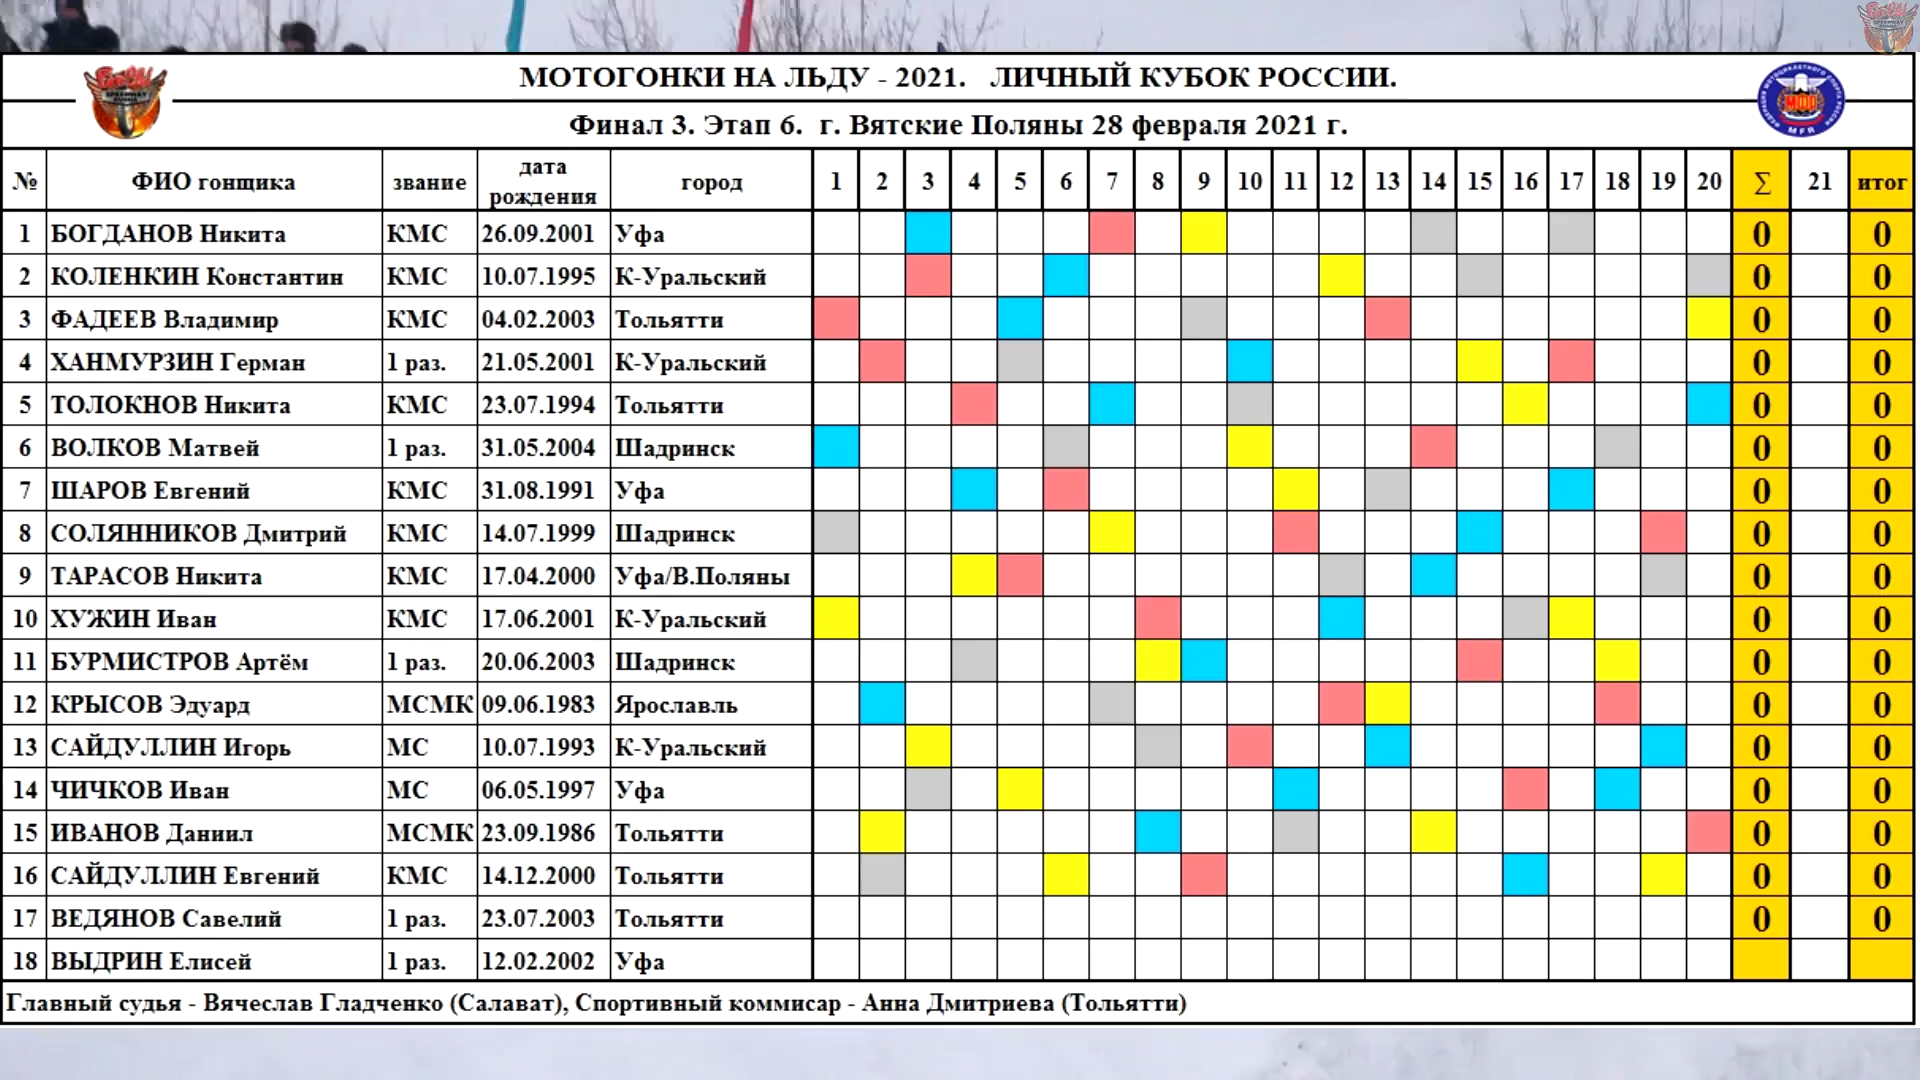 МОТОГОНКИ НА ЛЬДУ - 2021. ЛИЧНЫЙ КУБОК РОССИИ.
Финал 3. Этап 6. г. Вятские Поляны 28 февраля 2021 г.
№ ФИО гонщика звание дата рождения город 1 2 3 4 5 6 7 8 9 10 11 12 13 14 15 16 17 18 19 20 ∑ 21 итог
1 БОГДАНОВ Никита КМС 26.09.2001 Уфа 0 0
2 КОЛЕНКИН Константин КМС 10.07.1995 К-Уральский 0 0
3 ФАДЕЕВ Владимир КМС 04.02.2003 Тольятти 0 0
4 ХАНМУРЗИН Герман 1 раз. 21.05.2001 К-Уральский 0 0
5 ТОЛОКНОВ Никита КМС 23.07.1994 Тольятти 0 0
6 ВОЛКОВ Матвей 1 раз. 31.05.2004 Шадринск 0 0
7 ШАРОВ Евгений КМС 31.08.1991 Уфа 0 0
8 СОЛЯННИКОВ Дмитрий КМС 14.07.1999 Шадринск 0 0
9 ТАРАСОВ Никита КМС 17.04.2000 Уфа/В.Поляны 0 0
10 ХУЖИН Иван КМС 17.06.2001 К-Уральский 0 0
11 БУРМИСТРОВ Артём 1 раз. 20.06.2003 Шадринск 0 0
12 КРЫСОВ Эдуард МСМК 09.06.1983 Ярославль 0 0
13 САЙДУЛЛИН Игорь МС 10.07.1993 К-Уральский 0 0
14 ЧИЧКОВ Иван МС 06.05.1997 Уфа 0 0
15 ИВАНОВ Даниил МСМК 23.09.1986 Тольятти 0 0
16 САЙДУЛЛИН Евгений КМС 14.12.2000 Тольятти 0 0
17 ВЕДЯНОВ Савелий 1 раз. 23.07.2003 Тольятти 0 0
18 ВЫДРИН Елисей 1 раз. 12.02.2002 Уфа
Главный судья - Вячеслав Гладченко (Салават), Спортивный коммисар - Анна Дмитриева (Тольятти)